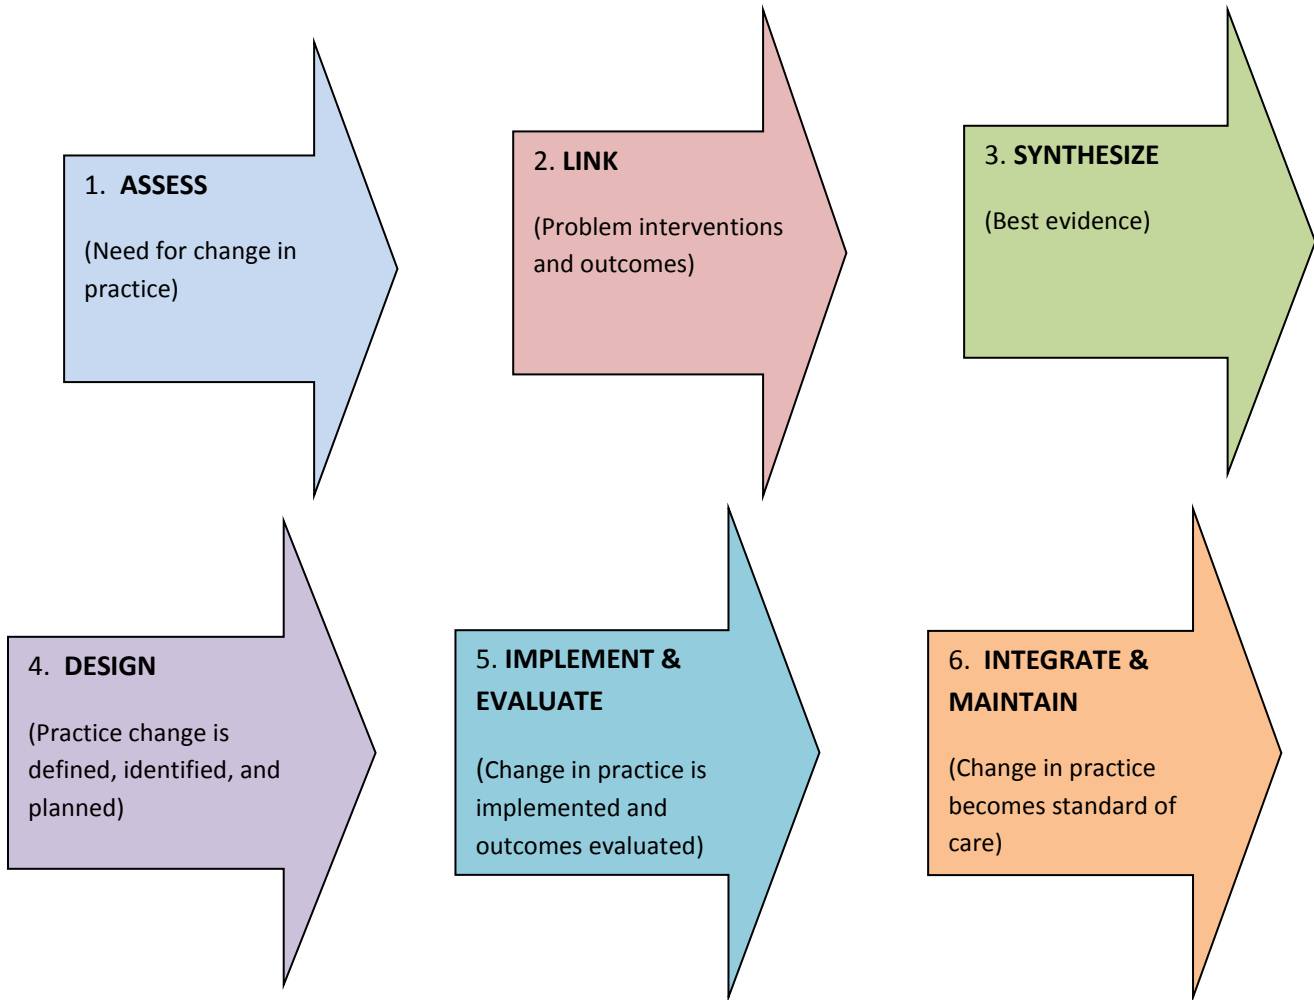 1. ASSESS
(Need for change in
practice)
2. LINK
(Problem interventions
and outcomes)
3. SYNTHESIZE
(Best evidence)
4. DESIGN
(Practice change is
defined, identified, and
planned)
5. IMPLEMENT &
EVALUATE
(Change in practice is
implemented and
outcomes evaluated)
6. INTEGRATE &
MAINTAIN
(Change in practice
becomes standard of
care)